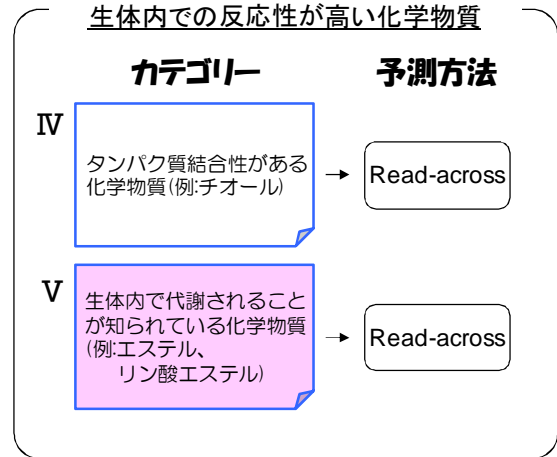 生体内での反応性が高い化学物質
カテゴリー 予測方法
Ⅳ
タンパク質結合性がある
化学物質(例:チオール)
Read-across
Ⅴ
生体内で代謝されること
が知られている化学物質
(例:エステル、
リン酸エステル)
Read-across